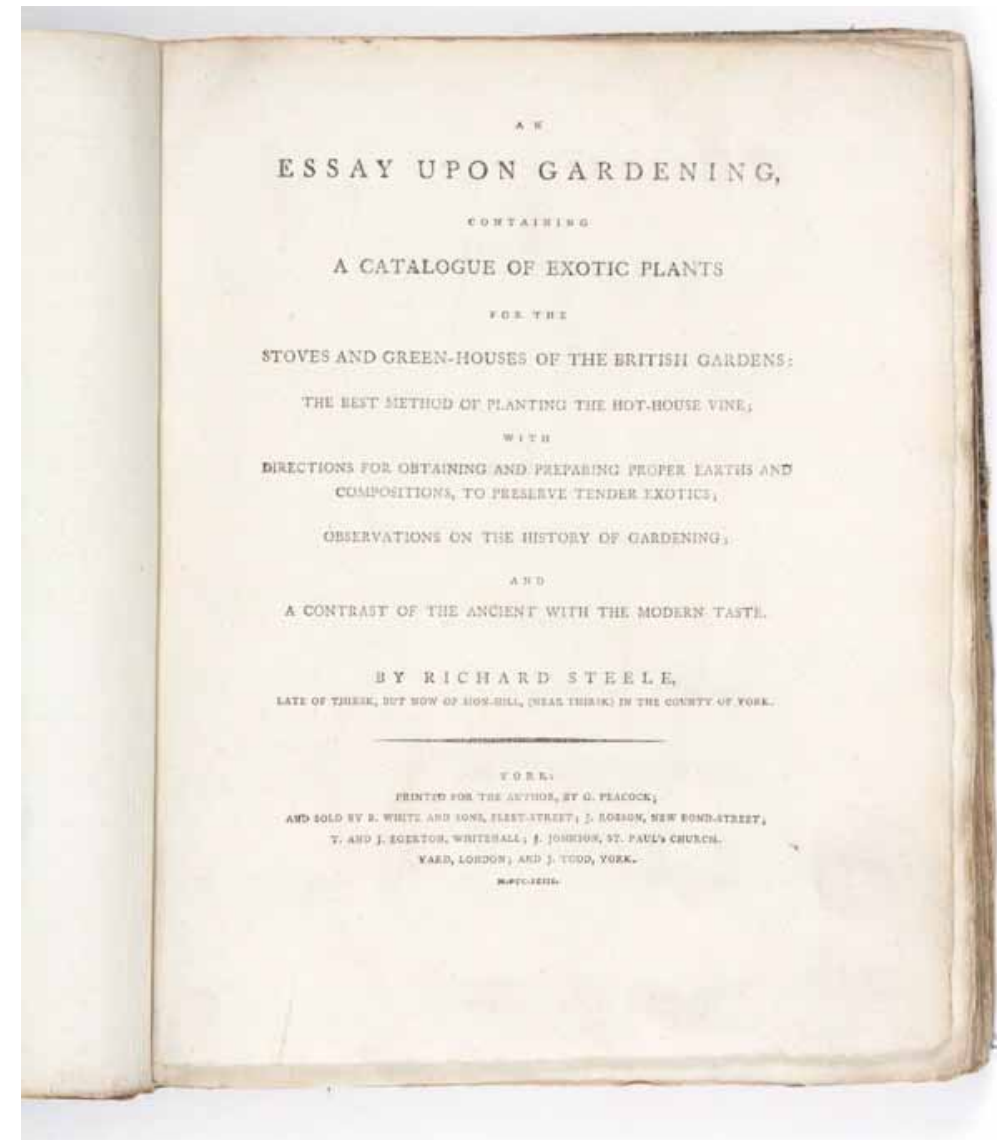 AN
ESSAY UPON GARDENING,
CONTAINING
A CATALOGUE OF EXOTIC PLANTS
FOR THE
STOVES AND GREEN-HOUSES OF THE BRITISH GARDENS:
THE BEST METHOD OF PLANTING THE HOT-HOUSE VINE;
WITH
DIRECTIONS FOR OBTAINING AND PREPARING PROPER EARTHS AND
COMPOSITIONS, TO PRESERVE TENDER EXOTICS;
OBSERVATIONS ON THE HISTORY OF GARDENING;
AND
A CONTRAST OF THE ANCIENT WITH THE MODERN TASTE.
BY RICHARD STEELE,
LATE OF THIRSK, BUT NOW OF SION-HILL, (NEAR THIRSK) IN THE COUNTY OF YORK.
YORK:
PRINTED FOR THE AUTHOR, BY G. PEACOCK;
AND SOLD BY B. WHITE AND SONS, FLEET-STREET; J. ROBSON, NEW BOND-STREET;
T. AND J. EGERTON, WHITEHALL; J. JOHNSON, ST. PAUL's CHURCH-
YARD, LONDON; AND J. TODD, YORK.